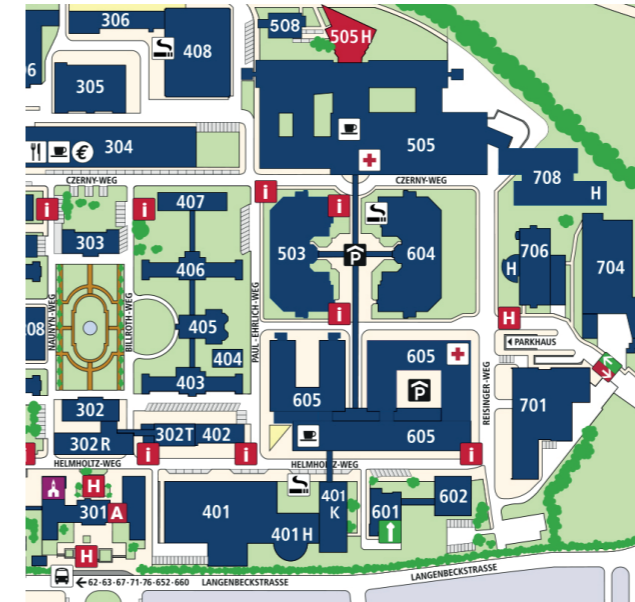 306
408
508
505 H
06
305
304
€
505
CZERNY-WEG
CZERNY-WEG
708
H
i
i
i
i
407
303
503
604
706
H
704
406
P
NAUNYN-WEG
BILLROTH-WEG
PAUL-EHRLICH-WEG
208
405
404
403
i
H
PARKHAUS
605
605
P
REISINGER-WEG
701
302
302 R
302T
402
605
HELMHOLTZ-WEG
HELMHOLTZ-WEG
i
i
i
i
H
301
A
H
401
401 H
401 K
601
602
62-63-67-71-76-652-660
LANGENBECKSTRASSE
LANGENBECKSTRASSE